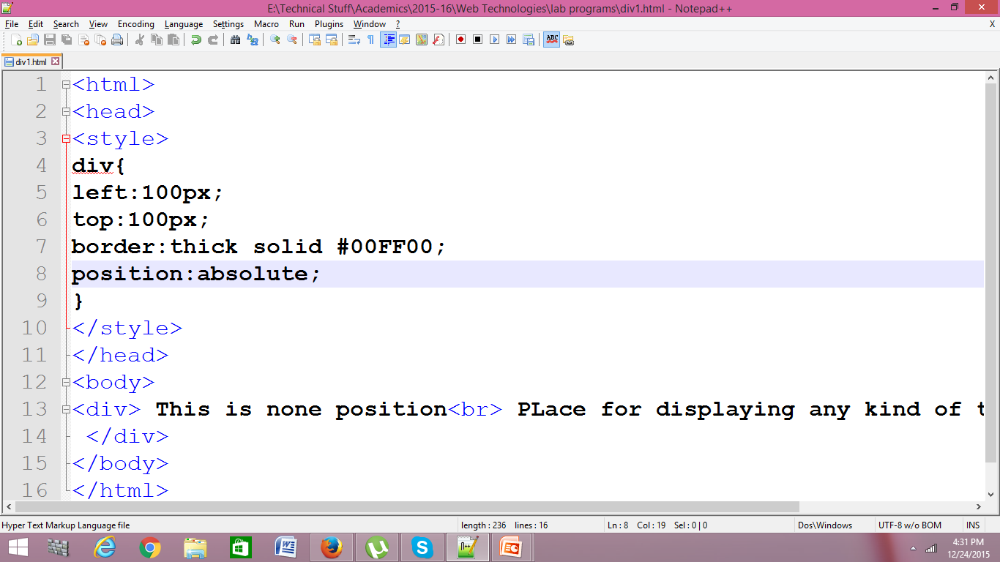 E:\Technical Stuff\Academics\2015-16\Web Technologies\lab programs\div1.html - Notepad++
File Edit Search View Encoding Language Settings Macro Run Plugins Window ? X
ABC
div1.html
1 <html>
2 <head>
3 <style>
4 div{
5 left:100px;
6 top:100px;
7 border:thick solid #00FF00;
8 position:absolute;
9 }
10 </style>
11 </head>
12 <body>
13 <div> This is none position<br> PLace for displaying any kind of t
14 </div>
15 </body>
16 </html>
Hyper Text Markup Language file length : 236 lines : 16 Ln : 8 Col : 19 Sel : 0 | 0 Dos\Windows UTF-8 w/o BOM INS
4:31 PM
12/24/2015